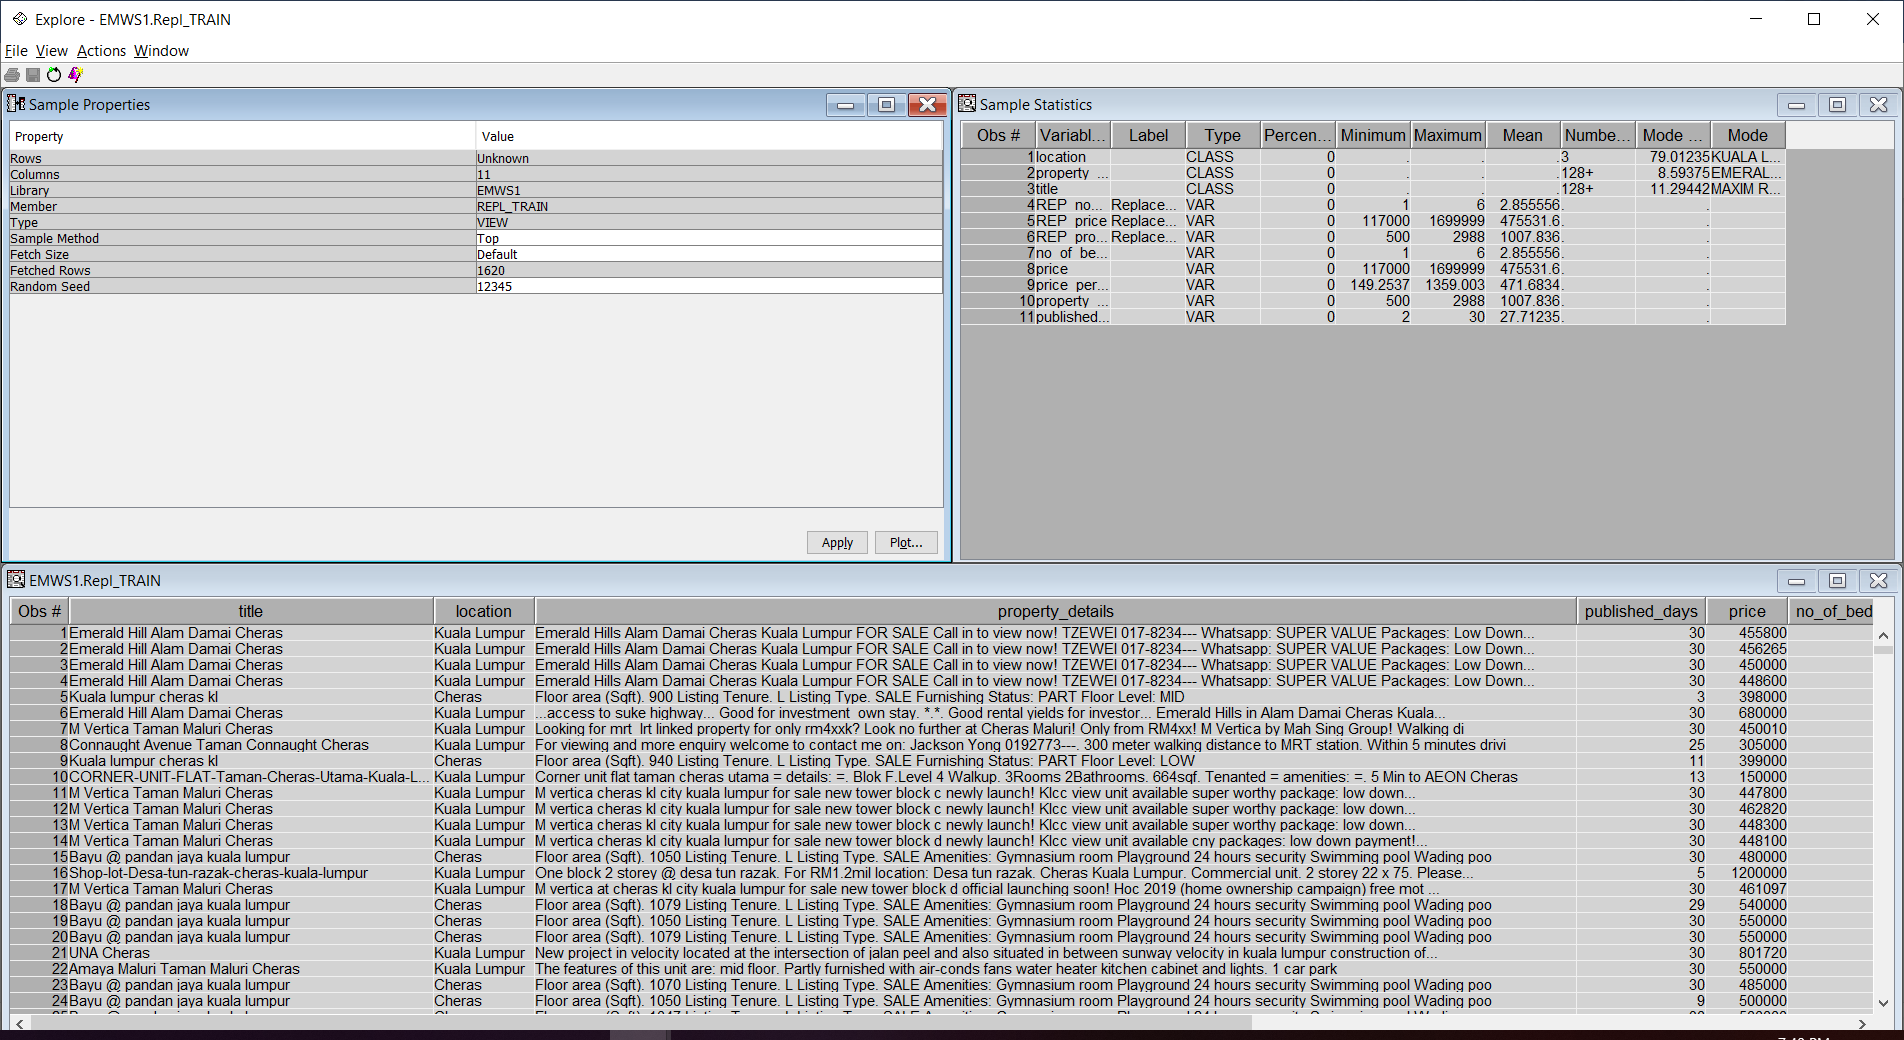 Explore - EMWS1.Repl_TRAIN
File View Actions Window
Sample Properties
Property Value
Rows Unknown
Columns 11
Library EMWS1
Member REPL_TRAIN
Type VIEW
Sample Method Top
Fetch Size Default
Fetched Rows 1620
Random Seed 12345
Apply Plot...
Sample Statistics
Obs # Variabl... Label Type Percen... Minimum Maximum Mean Numbe... Mode ... Mode
1 location CLASS 0 . . . 3 79.01235 KUALA L...
2 property_... CLASS 0 . . . 128+ 8.59375 EMERAL...
3 title CLASS 0 . . . 128+ 11.29442 MAXIM R...
4 REP_no... Replace... VAR 0 1 6 2.855556 . .
5 REP_price Replace... VAR 0 117000 1699999 475531.6 . .
6 REP_pro... Replace... VAR 0 500 2988 1007.836 . .
7 no_of_be... VAR 0 1 6 2.855556 . .
8 price VAR 0 117000 1699999 475531.6 . .
9 price_per... VAR 0 149.2537 1359.003 471.6834 . .
10 property_... VAR 0 500 2988 1007.836 . .
11 published... VAR 0 2 30 27.71235 . .
EMWS1.Repl_TRAIN
Obs # title location property_details published_days price no_of_bed
1 Emerald Hill Alam Damai Cheras Kuala Lumpur Emerald Hills Alam Damai Cheras Kuala Lumpur FOR SALE Call in to view now! TZEWEI 017-8234--- Whatsapp: SUPER VALUE Packages: Low Down... 30 455800
2 Emerald Hill Alam Damai Cheras Kuala Lumpur Emerald Hills Alam Damai Cheras Kuala Lumpur FOR SALE Call in to view now! TZEWEI 017-8234--- Whatsapp: SUPER VALUE Packages: Low Down... 30 456265
3 Emerald Hill Alam Damai Cheras Kuala Lumpur Emerald Hills Alam Damai Cheras Kuala Lumpur FOR SALE Call in to view now! TZEWEI 017-8234--- Whatsapp: SUPER VALUE Packages: Low Down... 30 450000
4 Emerald Hill Alam Damai Cheras Kuala Lumpur Emerald Hills Alam Damai Cheras Kuala Lumpur FOR SALE Call in to view now! TZEWEI 017-8234--- Whatsapp: SUPER VALUE Packages: Low Down... 30 448600
5 Kuala lumpur cheras kl Cheras Floor area (Sqft). 900 Listing Tenure. L Listing Type. SALE Furnishing Status: PART Floor Level: MID 3 398000
6 Emerald Hill Alam Damai Cheras Kuala Lumpur ...access to suke highway... Good for investment own stay. *.*. Good rental yields for investor... Emerald Hills in Alam Damai Cheras Kuala... 30 680000
7 M Vertica Taman Maluri Cheras Kuala Lumpur Looking for mrt lrt linked property for only rm4xxk? Look no further at Cheras Maluri! Only from RM4xx! M Vertica by Mah Sing Group! Walking di 30 450010
8 Connaught Avenue Taman Connaught Cheras Kuala Lumpur For viewing and more enquiry welcome to contact me on: Jackson Yong 0192773---. 300 meter walking distance to MRT station. Within 5 minutes drivi 25 305000
9 Kuala lumpur cheras kl Cheras Floor area (Sqft). 940 Listing Tenure. L Listing Type. SALE Furnishing Status: PART Floor Level: LOW 11 399000
10 CORNER-UNIT-FLAT-Taman-Cheras-Utama-Kuala-L... Kuala Lumpur Corner unit flat taman cheras utama = details: =. Blok F.Level 4 Walkup. 3Rooms 2Bathrooms. 664sqf. Tenanted = amenities: =. 5 Min to AEON Cheras 13 150000
11 M Vertica Taman Maluri Cheras Kuala Lumpur M vertica cheras kl city kuala lumpur for sale new tower block c newly launch! Klcc view unit available super worthy package: low down... 30 447800
12 M Vertica Taman Maluri Cheras Kuala Lumpur M vertica cheras kl city kuala lumpur for sale new tower block c newly launch! Klcc view unit available super worthy package: low down... 30 462820
13 M Vertica Taman Maluri Cheras Kuala Lumpur M vertica cheras kl city kuala lumpur for sale new tower block c newly launch! Klcc view unit available super worthy package: low down... 30 448300
14 M Vertica Taman Maluri Cheras Kuala Lumpur M vertica cheras kl city kuala lumpur for sale new tower block d newly launch! Klcc view unit available cny packages: low down payment!... 30 448100
15 Bayu @ pandan jaya kuala lumpur Cheras Floor area (Sqft). 1050 Listing Tenure. L Listing Type. SALE Amenities: Gymnasium room Playground 24 hours security Swimming pool Wading poo 30 480000
16 Shop-lot-Desa-tun-razak-cheras-kuala-lumpur Kuala Lumpur One block 2 storey @ desa tun razak. For RM1.2mil location: Desa tun razak. Cheras Kuala Lumpur. Commercial unit. 2 storey 22 x 75. Please... 5 1200000
17 M Vertica Taman Maluri Cheras Kuala Lumpur M vertica at cheras kl city kuala lumpur for sale new tower block d official launching soon! Hoc 2019 (home ownership campaign) free mot ... 30 461097
18 Bayu @ pandan jaya kuala lumpur Cheras Floor area (Sqft). 1079 Listing Tenure. L Listing Type. SALE Amenities: Gymnasium room Playground 24 hours security Swimming pool Wading poo 29 540000
19 Bayu @ pandan jaya kuala lumpur Cheras Floor area (Sqft). 1050 Listing Tenure. L Listing Type. SALE Amenities: Gymnasium room Playground 24 hours security Swimming pool Wading poo 30 550000
20 Bayu @ pandan jaya kuala lumpur Cheras Floor area (Sqft). 1079 Listing Tenure. L Listing Type. SALE Amenities: Gymnasium room Playground 24 hours security Swimming pool Wading poo 30 550000
21 UNA Cheras Kuala Lumpur New project in velocity located at the intersection of jalan peel and also situated in between sunway velocity in kuala lumpur construction of... 30 801720
22 Amaya Maluri Taman Maluri Cheras Kuala Lumpur The features of this unit are: mid floor. Partly furnished with air-conds fans water heater kitchen cabinet and lights. 1 car park 30 550000
23 Bayu @ pandan jaya kuala lumpur Cheras Floor area (Sqft). 1070 Listing Tenure. L Listing Type. SALE Amenities: Gymnasium room Playground 24 hours security Swimming pool Wading poo 30 485000
24 Bayu @ pandan jaya kuala lumpur Cheras Floor area (Sqft). 1050 Listing Tenure. L Listing Type. SALE Amenities: Gymnasium room Playground 24 hours security Swimming pool Wading poo 9 500000